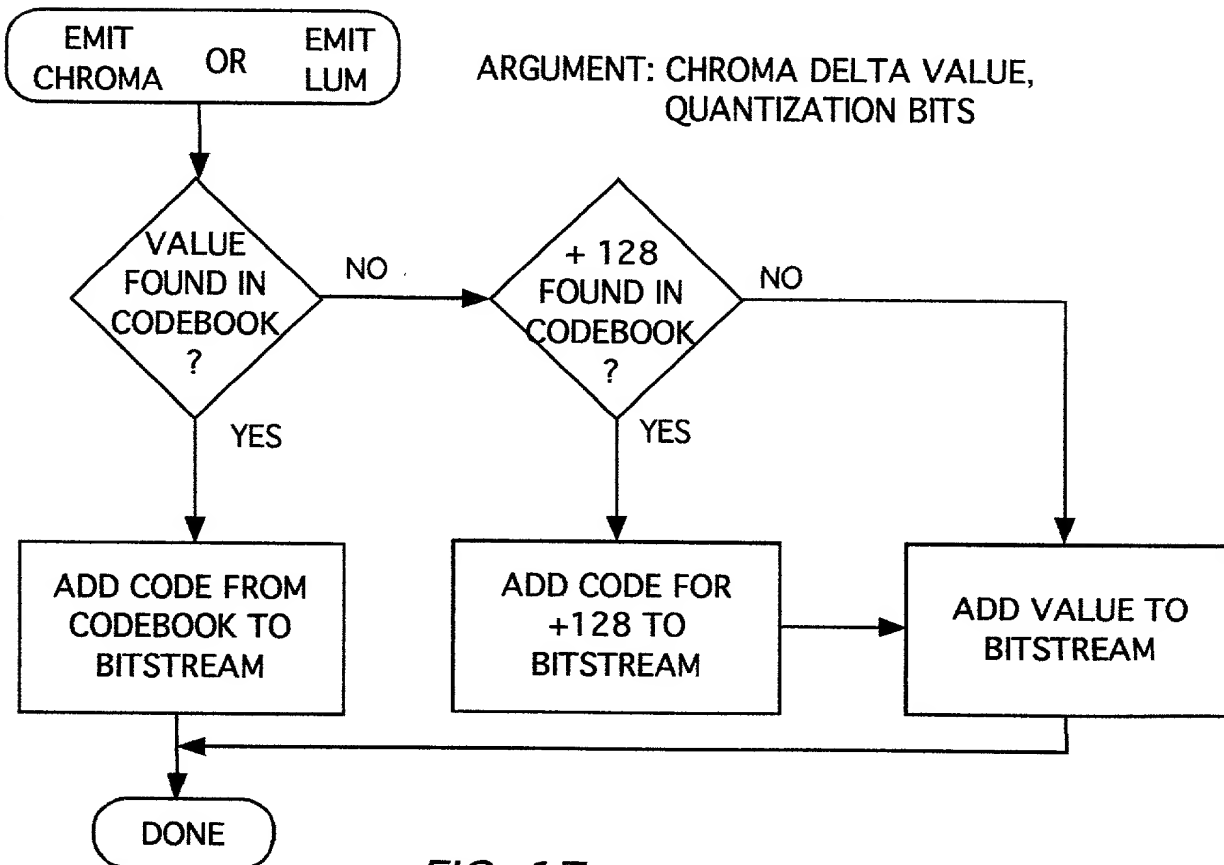 EMIT CHROMA OR EMIT LUM
ARGUMENT: CHROMA DELTA VALUE,
QUANTIZATION BITS
VALUE
FOUND IN
CODEBOOK
?
NO
+ 128
FOUND IN
CODEBOOK
?
NO
YES
YES
ADD CODE FROM
CODEBOOK TO
BITSTREAM
ADD CODE FOR
+128 TO
BITSTREAM
ADD VALUE TO
BITSTREAM
DONE